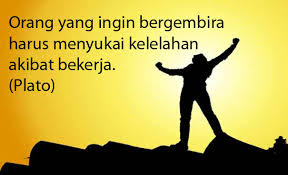 Orang yang ingin bergembira
harus menyukai kelelahan
akibat bekerja.
(Plato)